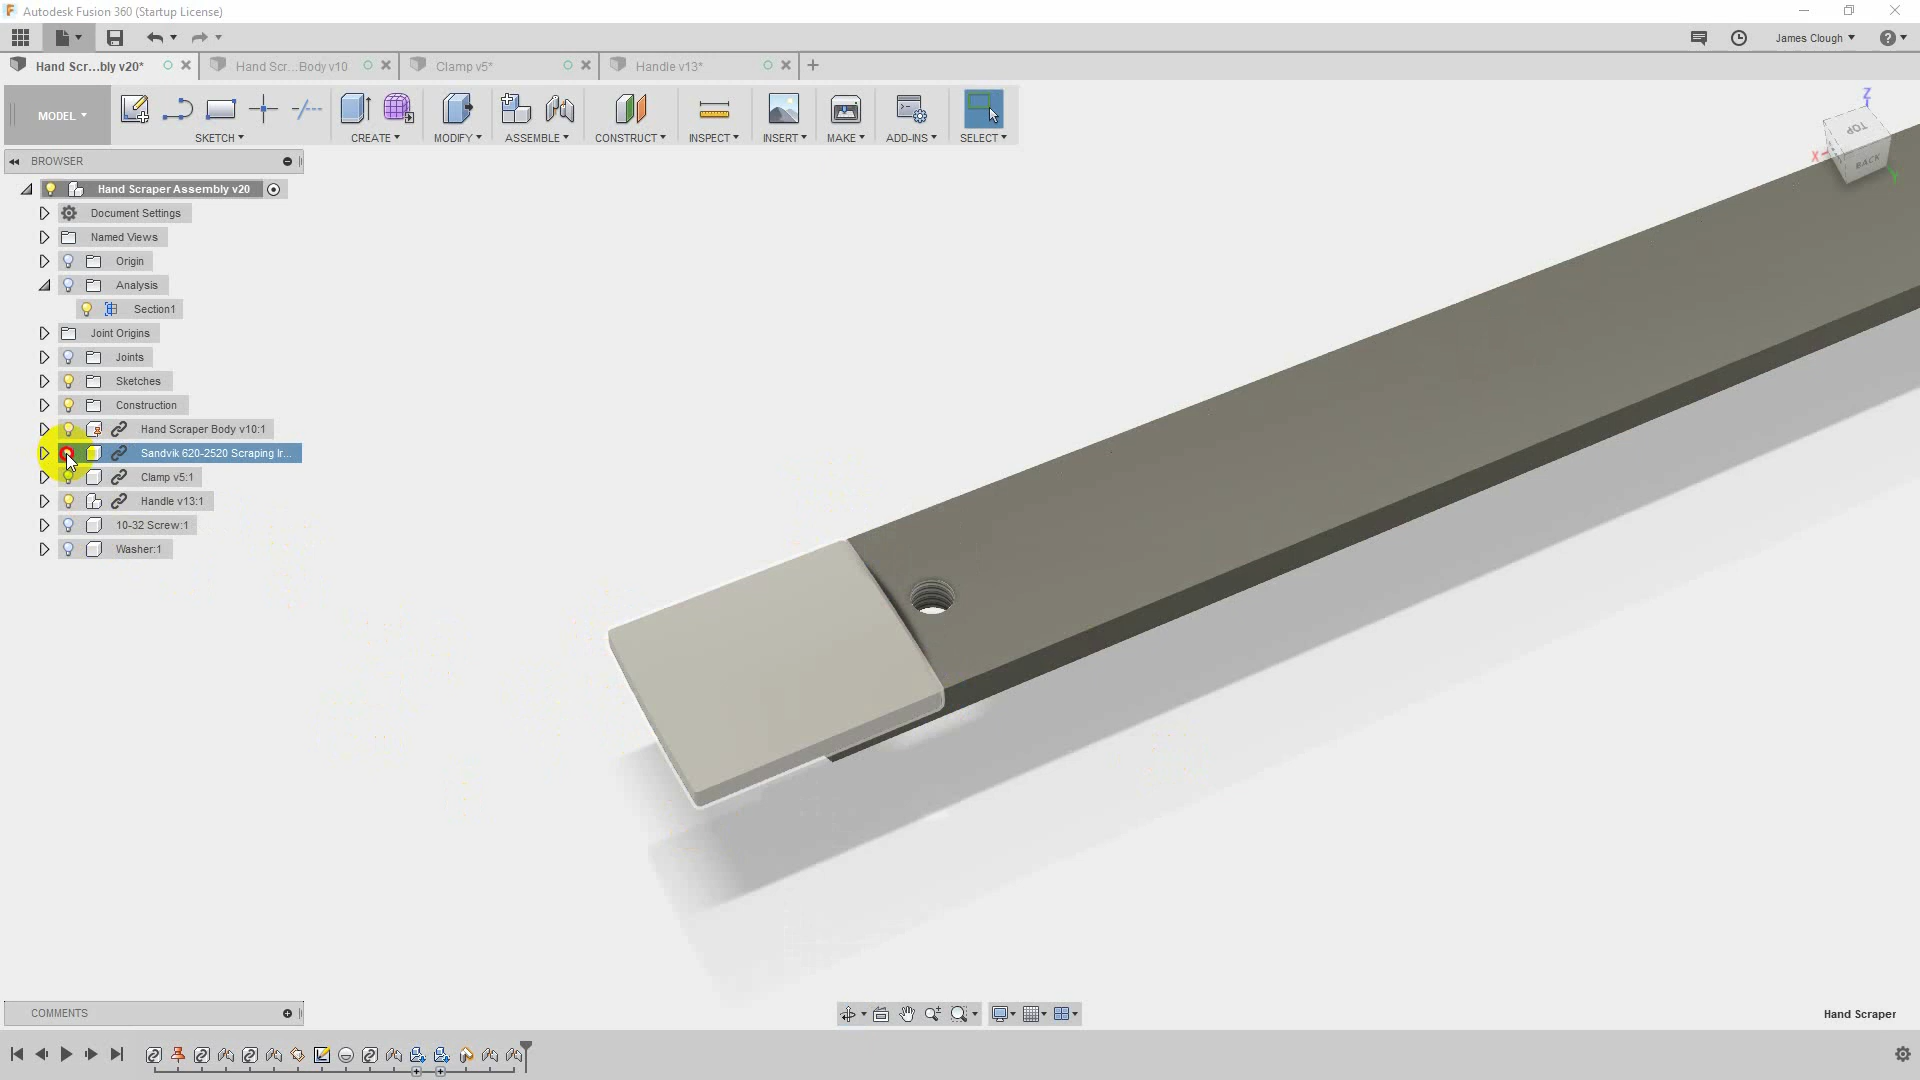 Autodesk Fusion 360 (Startup License)
James Clough
Hand Scr...bly v20*
Hand Scr...Body v10
Clamp v5*
Handle v13*
MODEL
SKETCH
CREATE
MODIFY
ASSEMBLE
CONSTRUCT
INSPECT
INSERT
MAKE
ADD-INS
SELECT
Z
TOP
X
BACK
Y
BROWSER
Hand Scraper Assembly v20
Document Settings
Named Views
Origin
Analysis
Section1
Joint Origins
Joints
Sketches
Construction
Hand Scraper Body v10:1
Sandvik 620-2520 Scraping Ir...
Clamp v5:1
Handle v13:1
10-32 Screw:1
Washer:1
COMMENTS
Hand Scraper